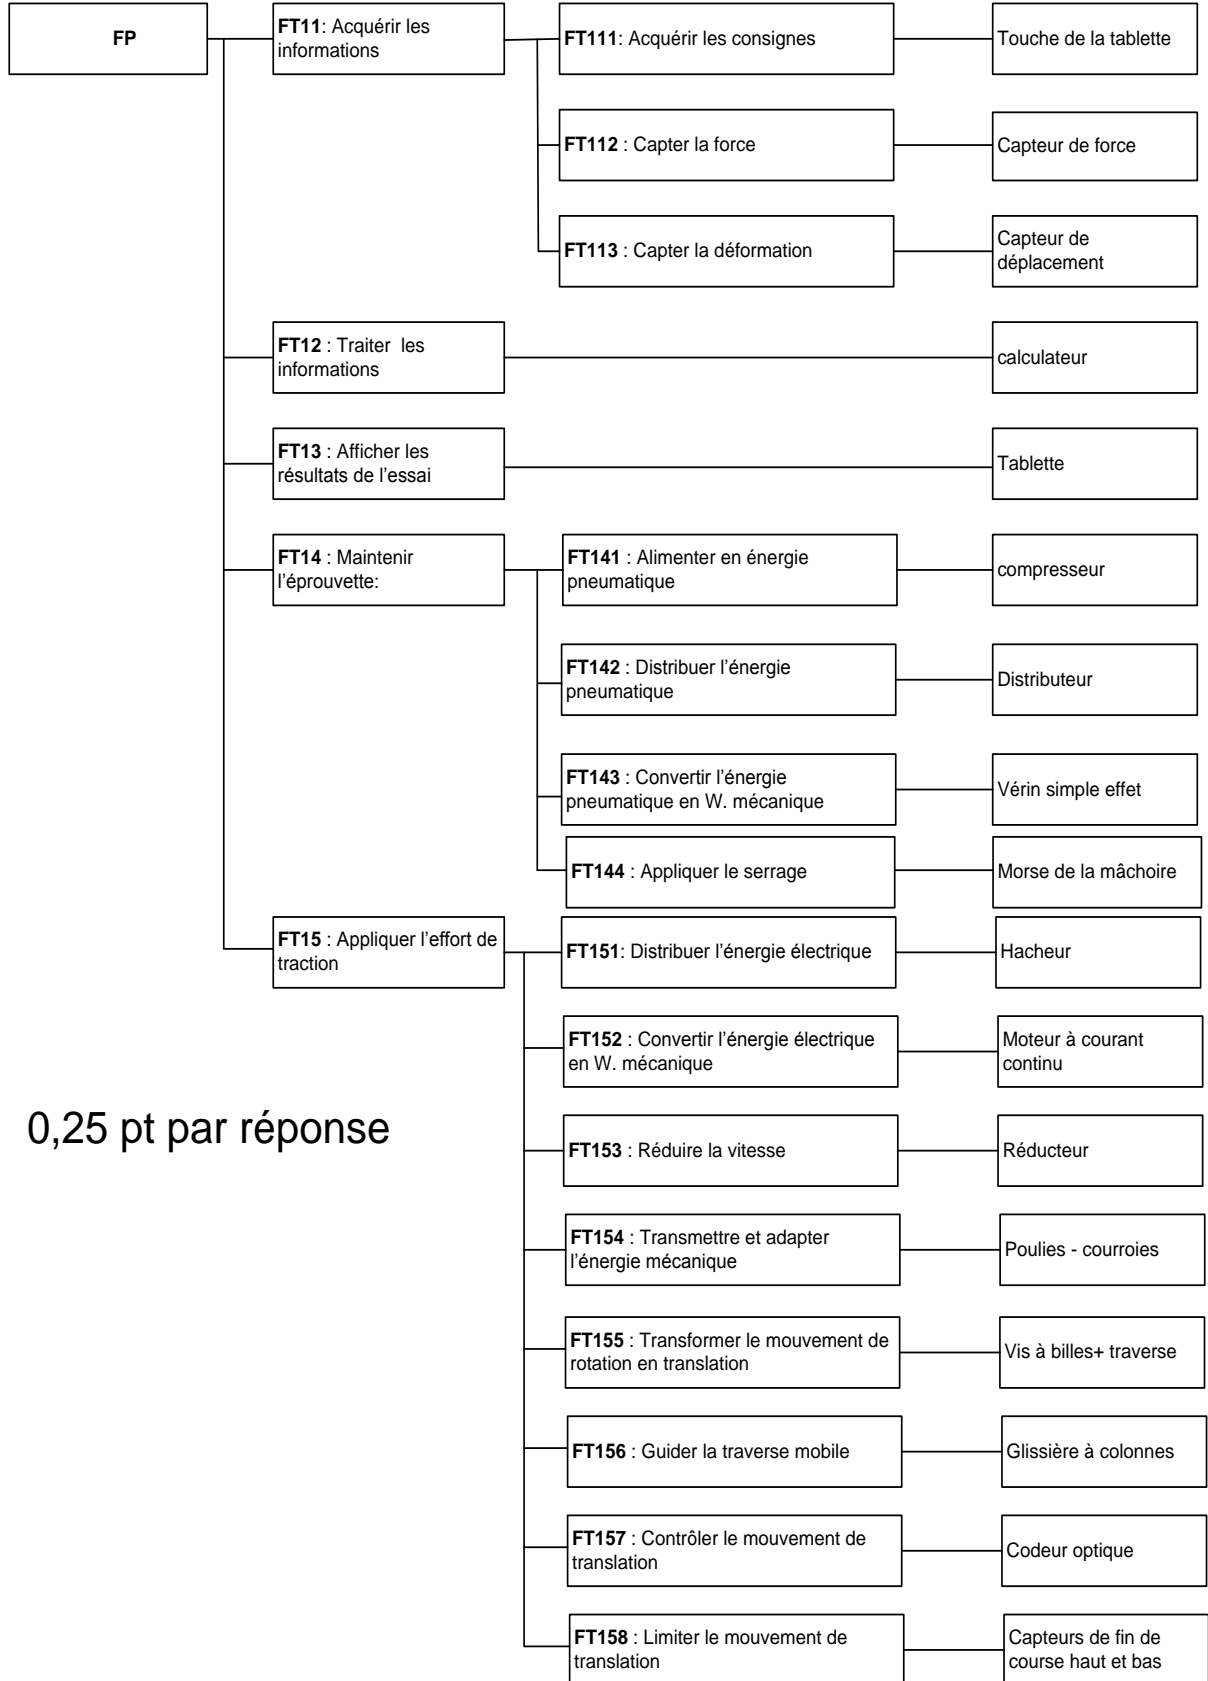 FP
FT11: Acquérir les
informations
FT111: Acquérir les consignes
Touche de la tablette
FT112 : Capter la force
Capteur de force
FT113 : Capter la déformation
Capteur de
déplacement
FT12 : Traiter les
informations
calculateur
FT13 : Afficher les
résultats de l'essai
Tablette
FT14 : Maintenir
l'éprouvette:
FT141 : Alimenter en énergie
pneumatique
compresseur
FT142 : Distribuer l'énergie
pneumatique
Distributeur
FT143 : Convertir l'énergie
pneumatique en W. mécanique
Vérin simple effet
FT144 : Appliquer le serrage
Morse de la mâchoire
FT15 : Appliquer l'effort de
traction
FT151: Distribuer l'énergie électrique
Hacheur
FT152 : Convertir l'énergie électrique
en W. mécanique
Moteur à courant
continu
0,25 pt par réponse
FT153 : Réduire la vitesse
Réducteur
FT154 : Transmettre et adapter
l'énergie mécanique
Poulies - courroies
FT155 : Transformer le mouvement de
rotation en translation
Vis à billes+ traverse
FT156 : Guider la traverse mobile
Glissière à colonnes
FT157 : Contrôler le mouvement de
translation
Codeur optique
FT158 : Limiter le mouvement de
translation
Capteurs de fin de
course haut et bas